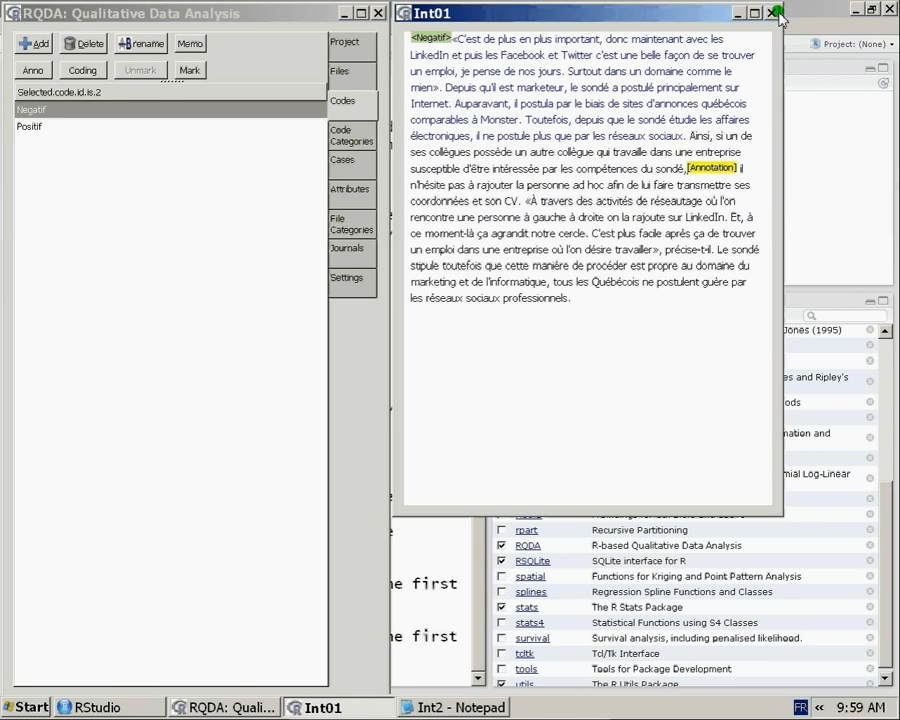 RQDA: Qualitative Data Analysis
Add
Delete
rename
Memo
Anno
Coding
Unmark
Mark
Selected.code.id.is.2
Negatif
Positif
Project
Files
Codes
Code
Categories
Cases
Attributes
File
Categories
Journals
Settings
Int01
<Negatif>«C'est de plus en plus important, donc maintenant avec les
LinkedIn et puis les Facebook et Twitter c'est une belle façon de se trouver
un emploi, je pense de nos jours. Surtout dans un domaine comme le
mien». Depuis qu'il est marketeur, le sondé a postulé principalement sur
Internet. Auparavant, il postula par le biais de sites d'annonces québécois
comparables à Monster. Toutefois, depuis que le sondé étudie les affaires
électroniques, il ne postule plus que par les réseaux sociaux. Ainsi, si un de
ses collègues possède un autre collègue qui travaille dans une entreprise
susceptible d'être intéressée par les compétences du sondé,[Annotation] il
n'hésite pas à rajouter la personne ad hoc afin de lui faire transmettre ses
coordonnées et son CV. «À travers des activités de réseautage où l'on
rencontre une personne à gauche à droite on la rajoute sur LinkedIn. Et, à
ce moment-là ça agrandit notre cercle. C'est plus facile après ça de trouver
un emploi dans une entreprise où l'on désire travailler», précise-t-il. Le sondé
stipule toutefois que cette manière de procéder est propre au domaine du
marketing et de l'informatique, tous les Québécois ne postulent guère par
les réseaux sociaux professionnels.
Project: (None)
Jones (1995)
es and Ripley's
ods
mation and
mial Log-Linear
rpart Recursive Partitioning
RQDA R-based Qualitative Data Analysis
RSQLite SQLite interface for R
spatial Functions for Kriging and Point Pattern Analysis
splines Regression Spline Functions and Classes
stats The R Stats Package
stats4 Statistical Functions using S4 Classes
survival Survival analysis, including penalised likelihood.
tcltk Tcl/Tk Interface
tools Tools for Package Development
utils The R Utils Package
e first
e first
Start
RStudio
RQDA: Quali...
Int01
Int2 - Notepad
FR
9:59 AM